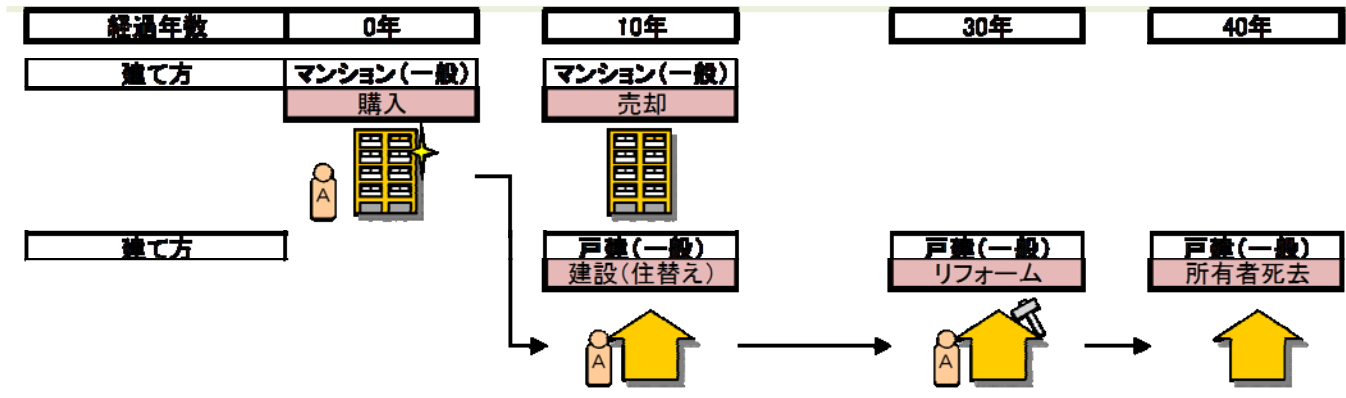 経過年数 0年 10年 30年 40年
建て方 マンション(一般) マンション(一般)
購入 売却
A
建て方 戸建(一般) 戸建(一般) 戸建(一般)
建設(住替え) リフォーム 所有者死去
A A